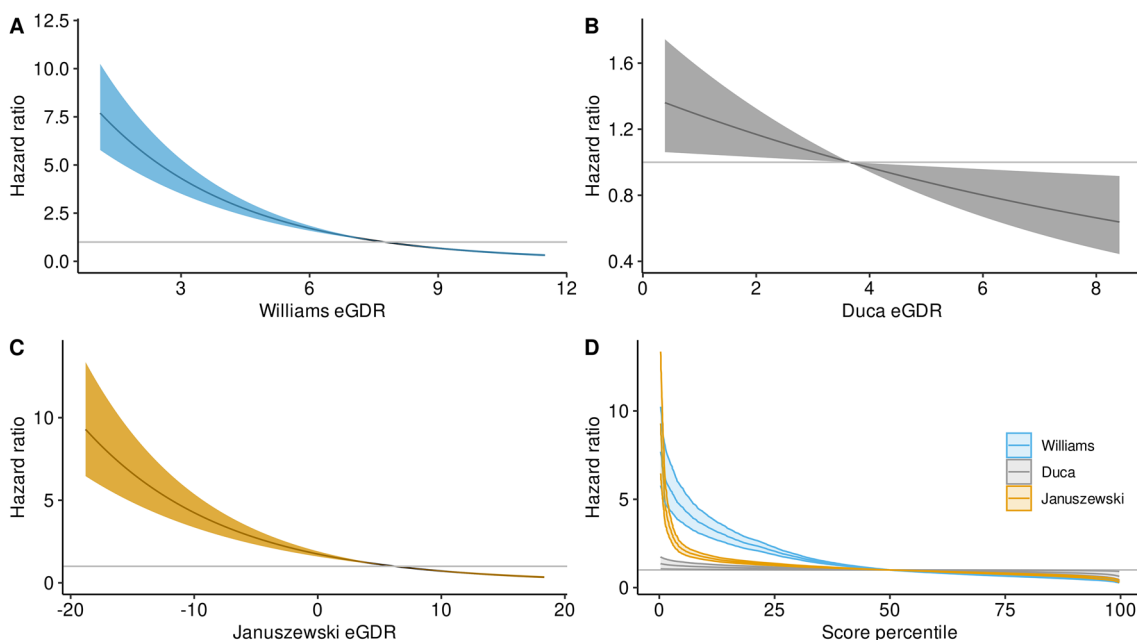 A
12.5
10.0
7.5
5.0
2.5
0.0
Hazard ratio
3
6
9
12
Williams eGDR
B
1.6
1.2
0.8
0.4
Hazard ratio
0
2
4
6
8
Duca eGDR
C
10
5
0
Hazard ratio
-20
-10
0
10
20
Januszewski eGDR
D
10
5
0
Hazard ratio
Williams
Duca
Januszewski
0
25
50
75
100
Score percentile